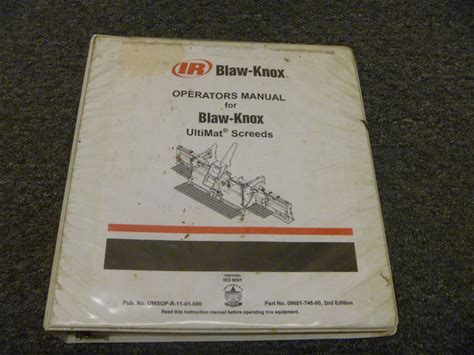 IR Blaw-Knox
OPERATORS MANUAL
for
Blaw-Knox
UltiMat® Screeds
ISO 9001
Pub. No. UMSOP-R-11-01-600 Part No. 59601-746-00, 2nd Edition
Read this instruction manual before operating this equipment.